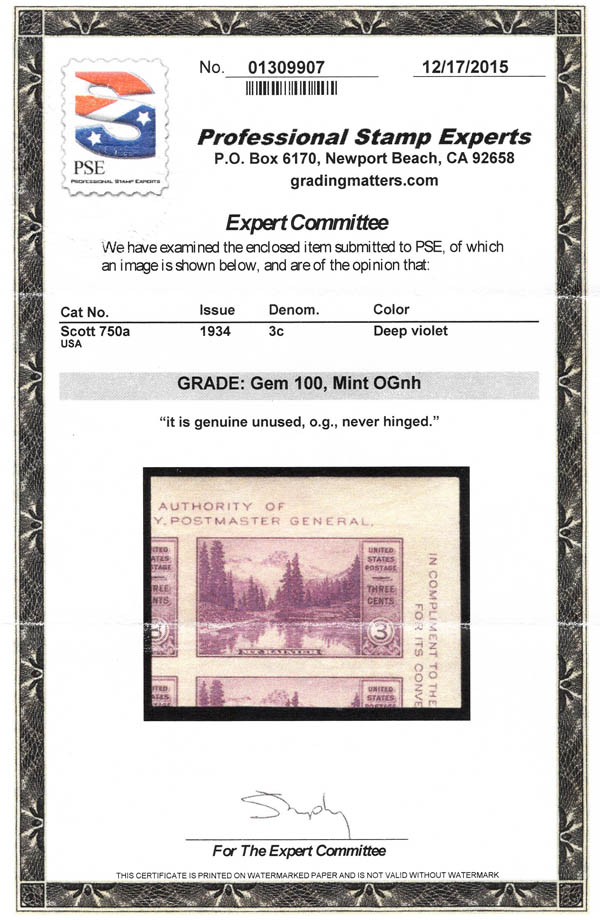 PSE
PROFESSIONAL STAMP EXPERTS
No. 01309907 12/17/2015
Professional Stamp Experts
P.O. Box 6170, Newport Beach, CA 92658
gradingmatters.com
Expert Committee
We have examined the enclosed item submitted to PSE, of which
an image is shown below, and are of the opinion that:
Cat No. Issue Denom. Color
Scott 750a 1934 3c Deep violet
USA
GRADE: Gem 100, Mint OGnh
“it is genuine unused, o.g., never hinged.”
AUTHORITY OF
Y, POSTMASTER GENERAL.
UNITED
STATES
POSTAGE
THREE
CENTS
3
MT. RAINIER
IN COMPLIMENT TO THE
FOR ITS CONVE
UNITED
STATES
For The Expert Committee
THIS CERTIFICATE IS PRINTED ON WATERMARKED PAPER AND IS NOT VALID WITHOUT WATERMARK